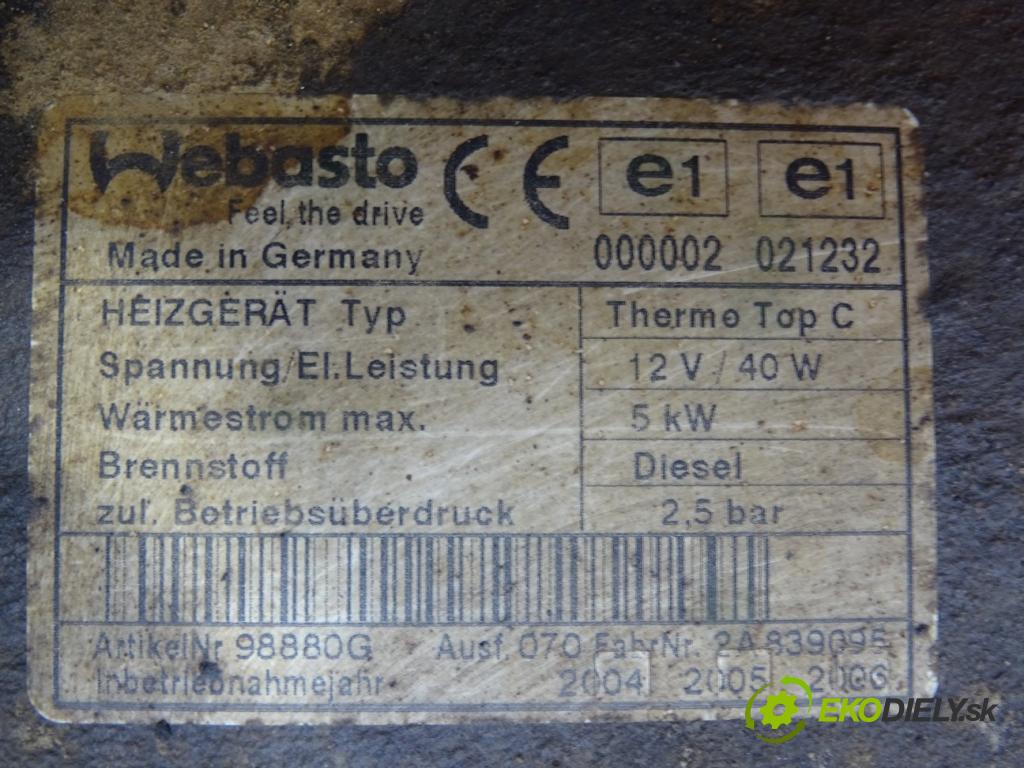 Webasto CE e1 e1
Feel the drive
Made in Germany 000002 021232
HEIZGERÄT Typ Thermo Top C
Spannung/El.Leistung 12 V / 40 W
Wärmestrom max. 5 kW
Brennstoff Diesel
zul. Betriebsüberdruck 2,5 bar
ArtikelNr 98880G Ausf. 070 FabrNr. 2A 839095
Inbetriebnahmejahr 2004 2005 2006
EKODIELY.sk